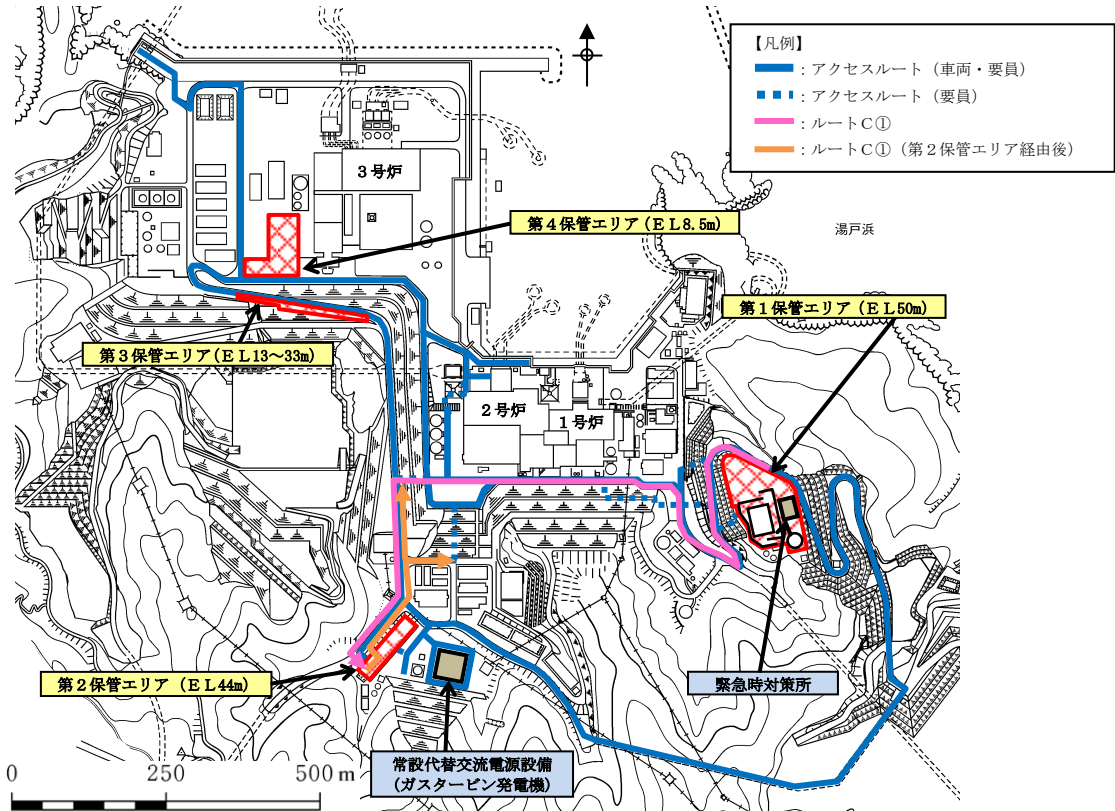 【凡例】
：アクセスルート（車両・要員）
：アクセスルート（要員）
：ルートＣ①
：ルートＣ①（第２保管エリア経由後）
３号炉
第４保管エリア（ＥＬ8.5m）
湯戸浜
第１保管エリア（ＥＬ50m）
第３保管エリア（ＥＬ13～33m）
２号炉
１号炉
第２保管エリア（ＥＬ44m）
緊急時対策所
常設代替交流電源設備
（ガスタービン発電機）
0 250 500ｍ